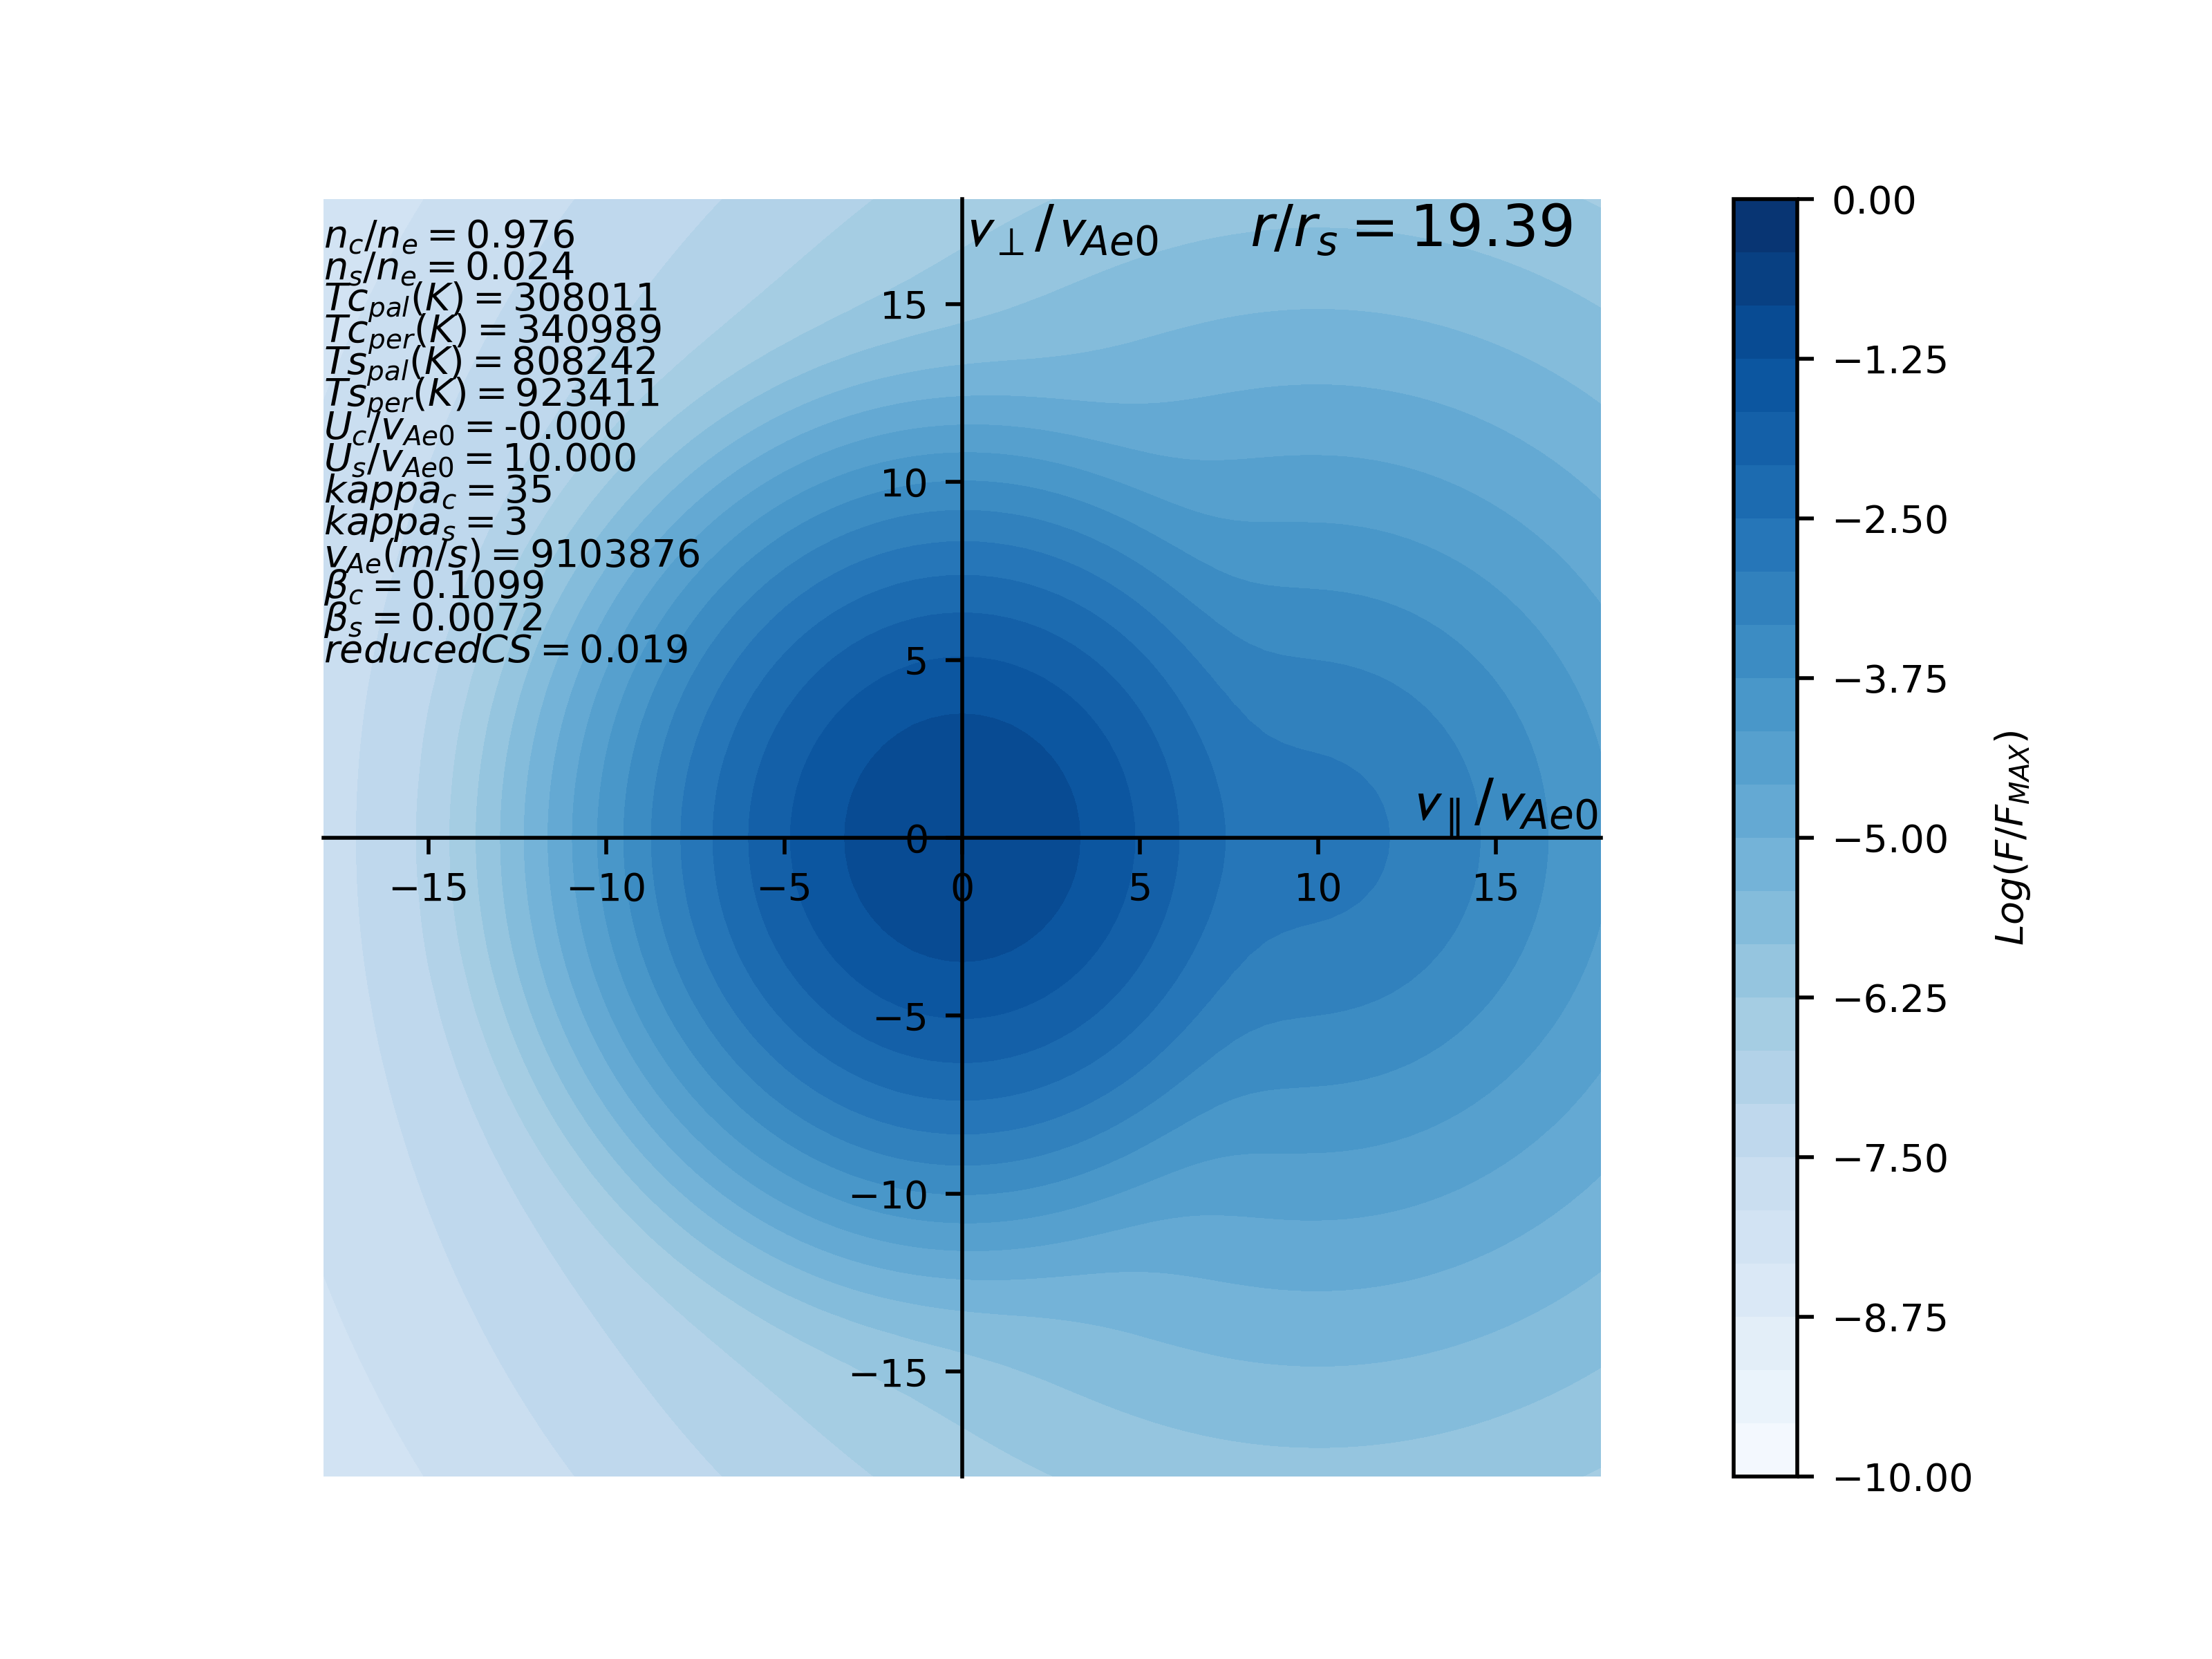 n_c/n_e = 0.976
n_s/n_e = 0.024
Tc_pal(K) = 308011
Tc_per(K) = 340989
Ts_pal(K) = 808242
Ts_per(K) = 923411
U_c/v_Ae0 = -0.000
U_s/v_Ae0 = 10.000
kappa_c = 35
kappa_s = 3
v_Ae(m/s) = 9103876
β_c = 0.1099
β_s = 0.0072
reducedCS = 0.019
v_⊥/v_Ae0
r/r_s = 19.39
15
10
5
0
−5
−10
−15
v_∥/v_Ae0
−15
−10
−5
0
5
10
15
0.00
−1.25
−2.50
−3.75
−5.00
−6.25
−7.50
−8.75
−10.00
Log(F/F_MAX)